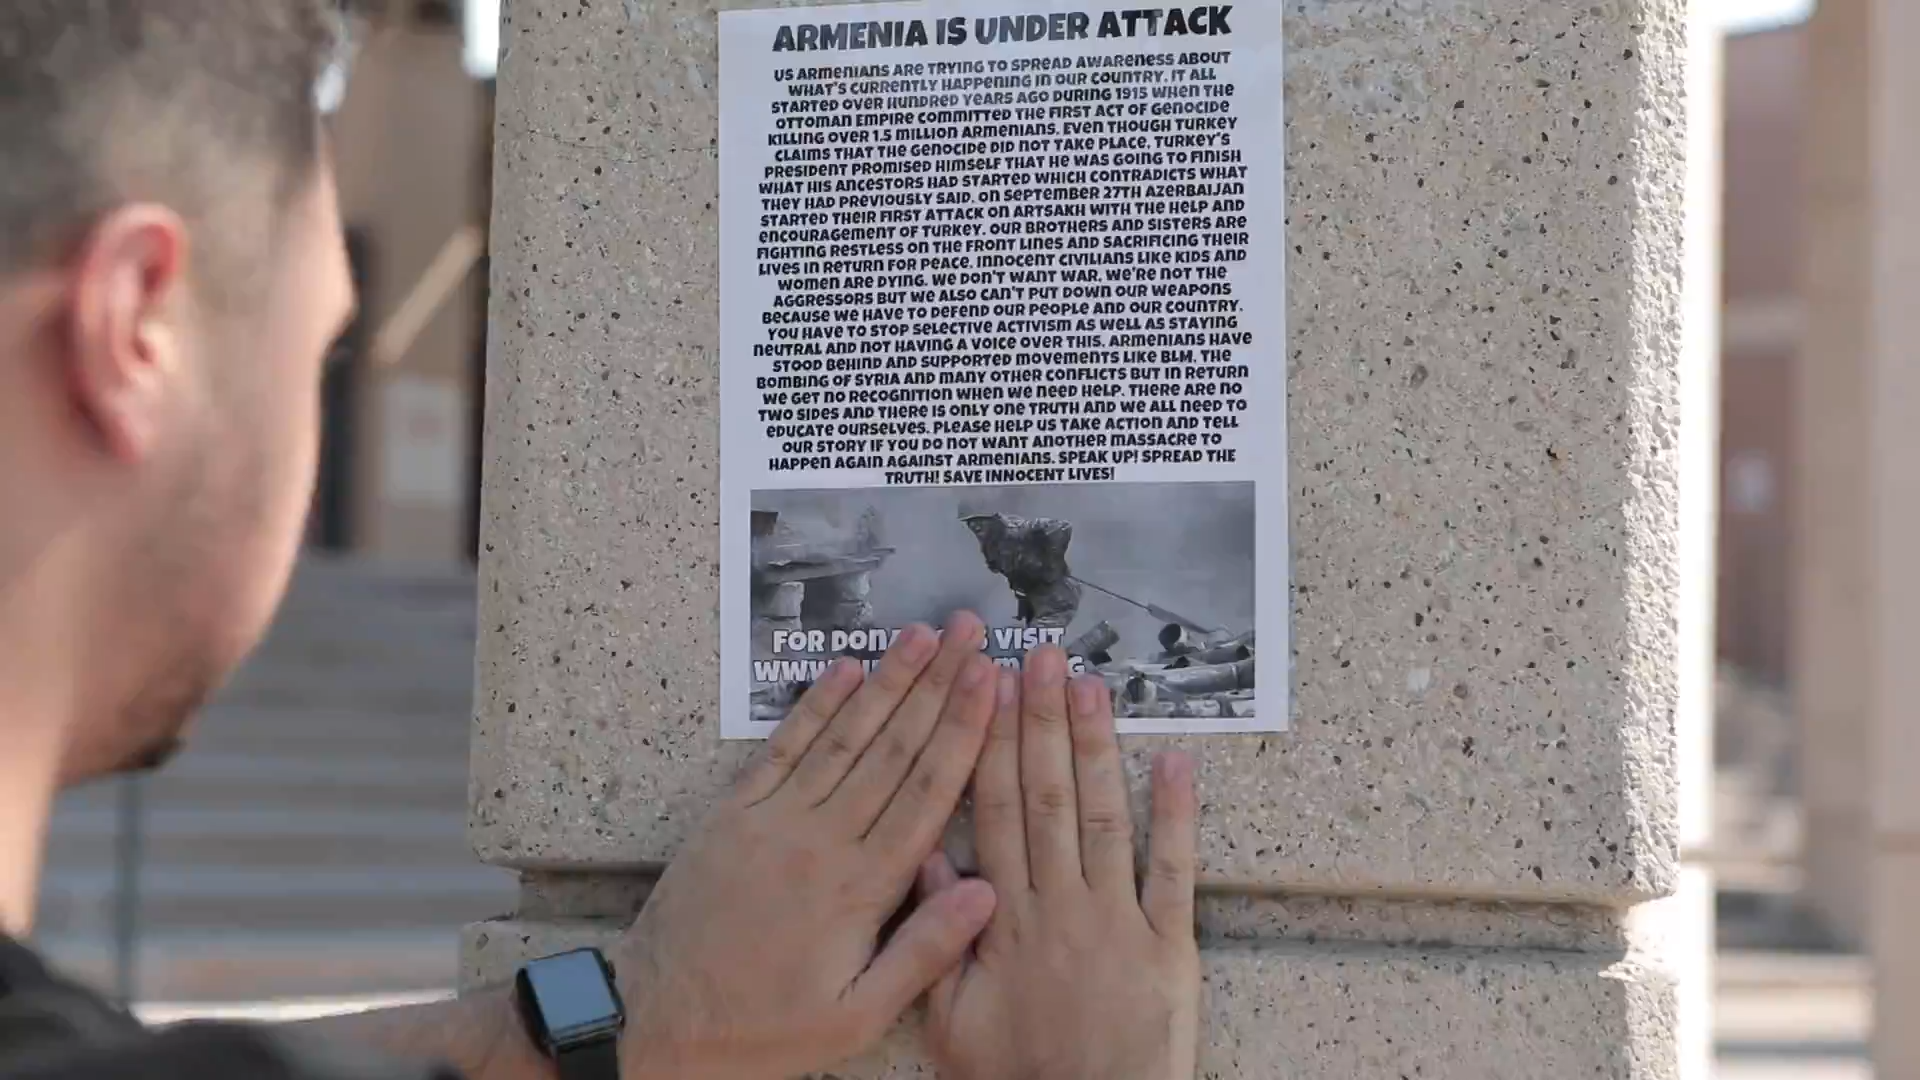 ARMENIA IS UNDER ATTACK
US ARMENIANS ARE TRYING TO SPREAD AWARENESS ABOUT
WHAT'S CURRENTLY HAPPENING IN OUR COUNTRY. IT ALL
STARTED OVER HUNDRED YEARS AGO DURING 1915 WHEN THE
OTTOMAN EMPIRE COMMITTED THE FIRST ACT OF GENOCIDE
KILLING OVER 1.5 MILLION ARMENIANS. EVEN THOUGH TURKEY
CLAIMS THAT THE GENOCIDE DID NOT TAKE PLACE, TURKEY'S
PRESIDENT PROMISED HIMSELF THAT HE WAS GOING TO FINISH
WHAT HIS ANCESTORS HAD STARTED WHICH CONTRADICTS WHAT
THEY HAD PREVIOUSLY SAID. ON SEPTEMBER 27TH AZERBAIJAN
STARTED THEIR FIRST ATTACK ON ARTSAKH WITH THE HELP AND
ENCOURAGEMENT OF TURKEY. OUR BROTHERS AND SISTERS ARE
FIGHTING RESTLESS ON THE FRONT LINES AND SACRIFICING THEIR
LIVES IN RETURN FOR PEACE. INNOCENT CIVILIANS LIKE KIDS AND
WOMEN ARE DYING. WE DON'T WANT WAR, WE'RE NOT THE
AGGRESSORS BUT WE ALSO CAN'T PUT DOWN OUR WEAPONS
BECAUSE WE HAVE TO DEFEND OUR PEOPLE AND OUR COUNTRY.
YOU HAVE TO STOP SELECTIVE ACTIVISM AS WELL AS STAYING
NEUTRAL AND NOT HAVING A VOICE OVER THIS. ARMENIANS HAVE
STOOD BEHIND AND SUPPORTED MOVEMENTS LIKE BLM, THE
BOMBING OF SYRIA AND MANY OTHER CONFLICTS BUT IN RETURN
WE GET NO RECOGNITION WHEN WE NEED HELP. THERE ARE NO
TWO SIDES AND THERE IS ONLY ONE TRUTH AND WE ALL NEED TO
EDUCATE OURSELVES. PLEASE HELP US TAKE ACTION AND TELL
OUR STORY IF YOU DO NOT WANT ANOTHER MASSACRE TO
HAPPEN AGAIN AGAINST ARMENIANS. SPEAK UP! SPREAD THE
TRUTH! SAVE INNOCENT LIVES!
FOR VISIT